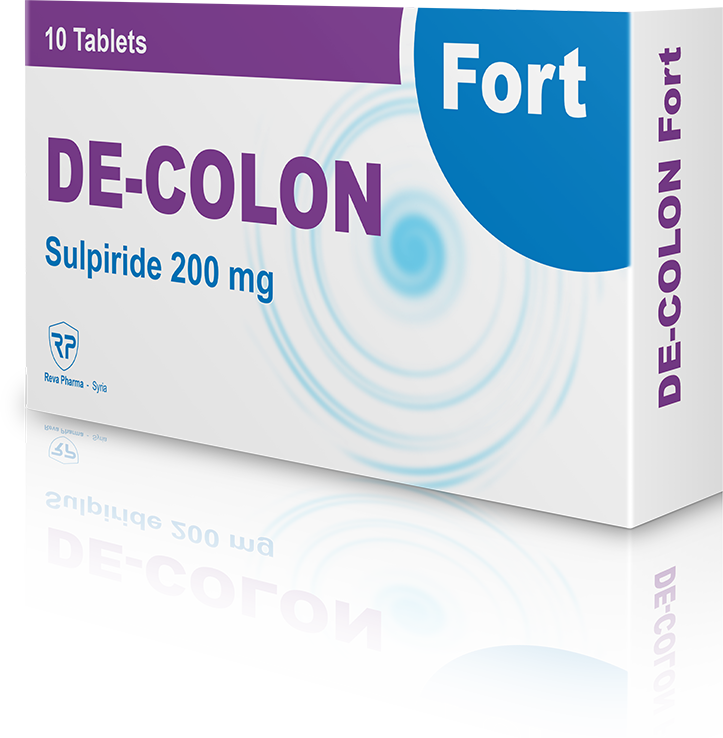 10 Tablets
Fort
DE-COLON
Sulpiride 200 mg
RP
Reva Pharma - Syria
DE-COLON Fort